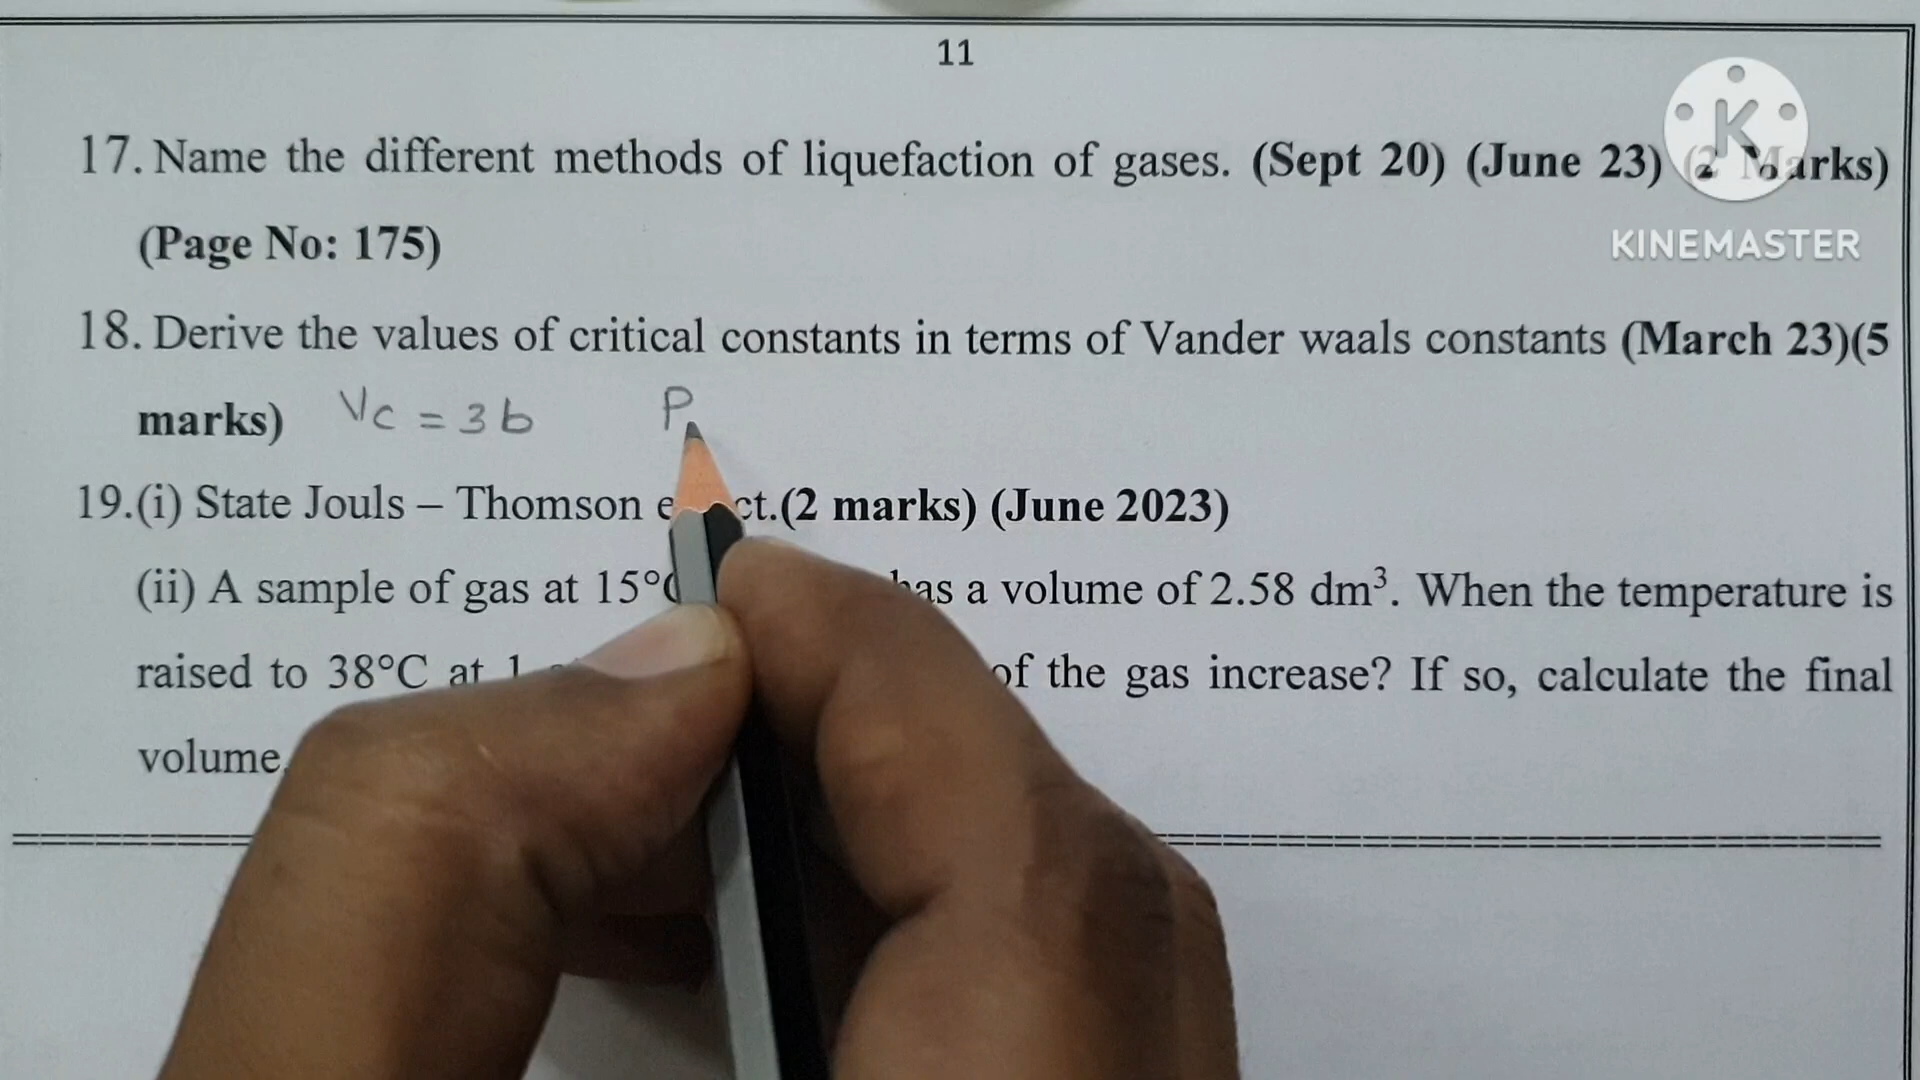 11
17. Name the different methods of liquefaction of gases. (Sept 20) (June 23) (2 Marks)
KINEMASTER
(Page No: 175)
18. Derive the values of critical constants in terms of Vander waals constants (March 23)(5
marks) Vc = 3b P
19.(i) State Jouls – Thomson (2 marks) (June 2023)
(ii) A sample of gas at 15° has a volume of 2.58 dm³. When the temperature is
raised to 38°C at 1 of the gas increase? If so, calculate the final
volume